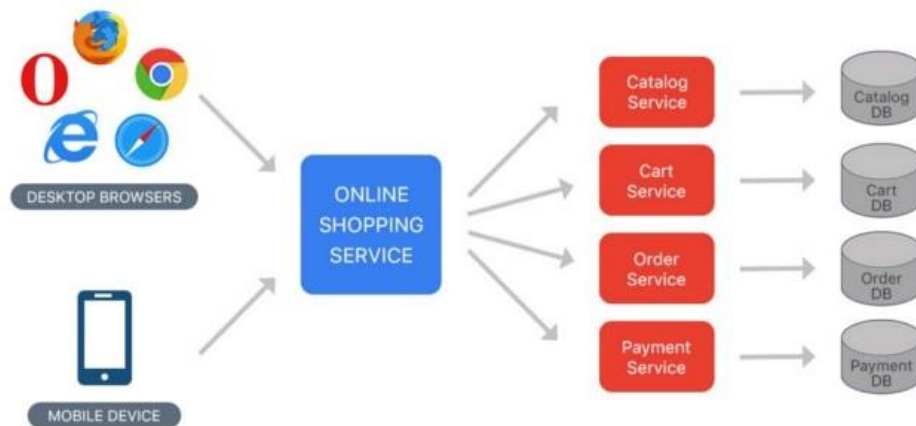 DESKTOP BROWSERS
MOBILE DEVICE
ONLINE
SHOPPING
SERVICE
Catalog
Service
Cart
Service
Order
Service
Payment
Service
Catalog
DB
Cart
DB
Order
DB
Payment
DB